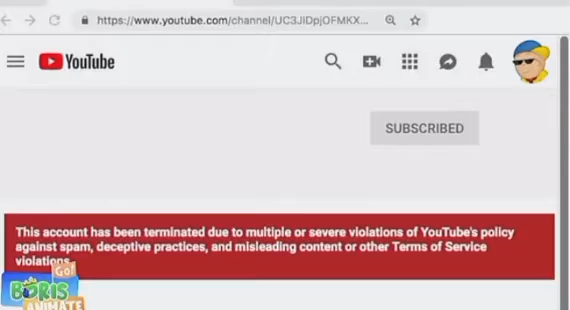 https://www.youtube.com/channel/UC3JIDpjOFMKX...
YouTube
SUBSCRIBED
This account has been terminated due to multiple or severe violations of YouTube's policy
against spam, deceptive practices, and misleading content or other Terms of Service
violations.
Go!
BORIS
ANIMATE